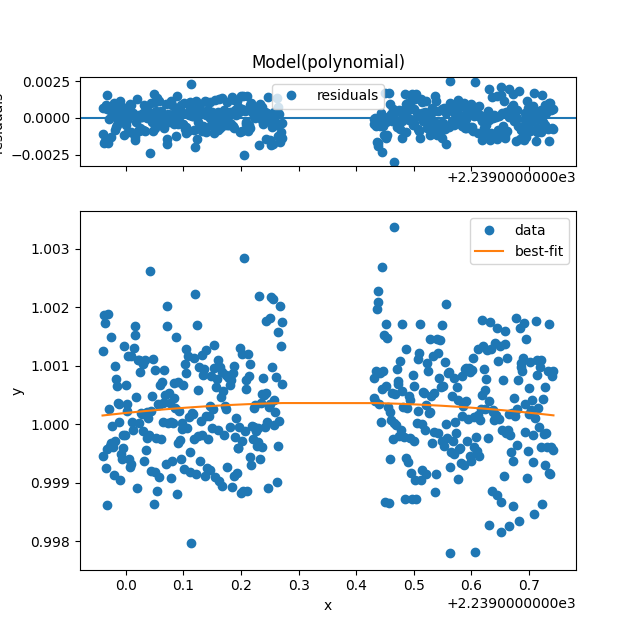 Model(polynomial)
0.0025
0.0000
−0.0025
residuals
residuals
+2.2390000000e3
1.003
1.002
1.001
1.000
0.999
0.998
y
data
best-fit
0.0 0.1 0.2 0.3 0.4 0.5 0.6 0.7
x
+2.2390000000e3